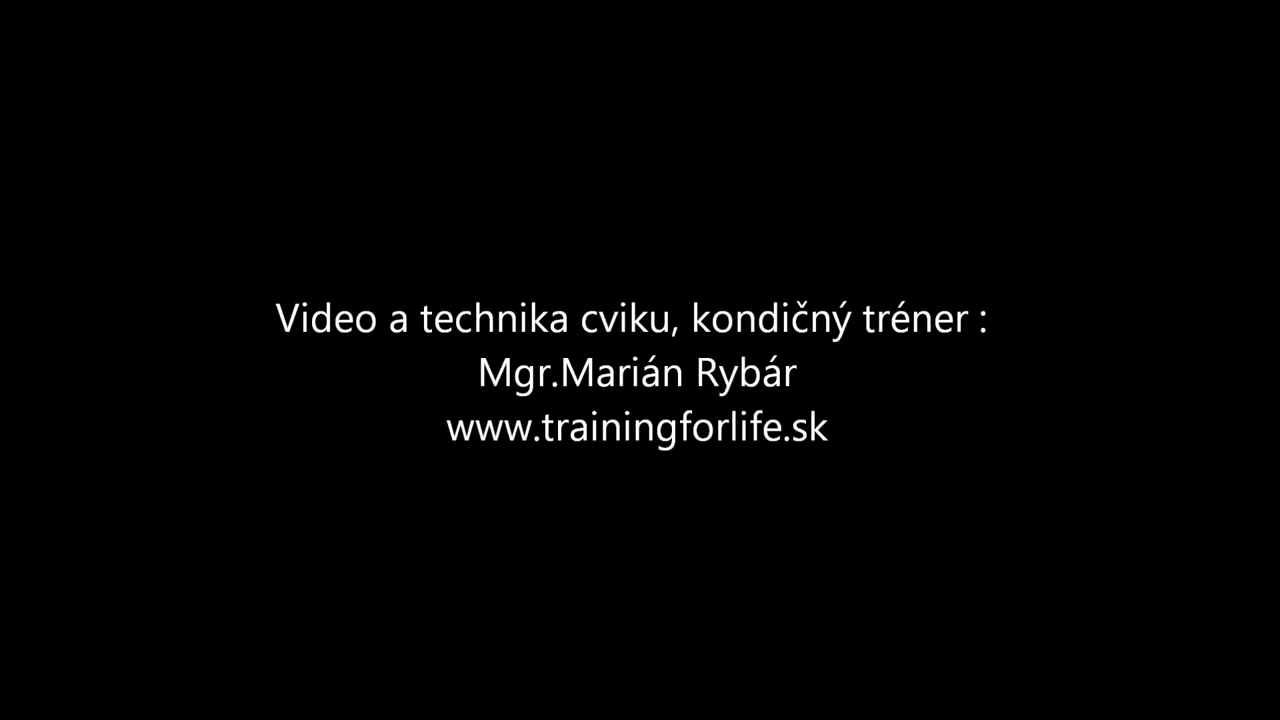 Video a technika cviku, kondičný tréner :
Mgr.Marián Rybár
www.trainingforlife.sk